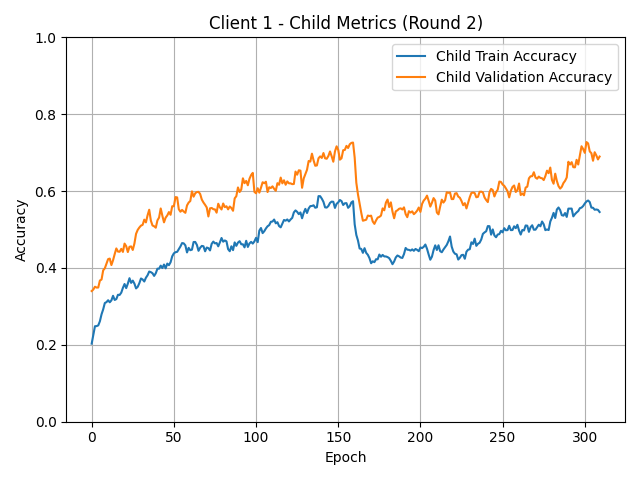 Client 1 - Child Metrics (Round 2)
Child Train Accuracy
Child Validation Accuracy
1.0
0.8
0.6
0.4
0.2
0.0
Accuracy
0 50 100 150 200 250 300
Epoch